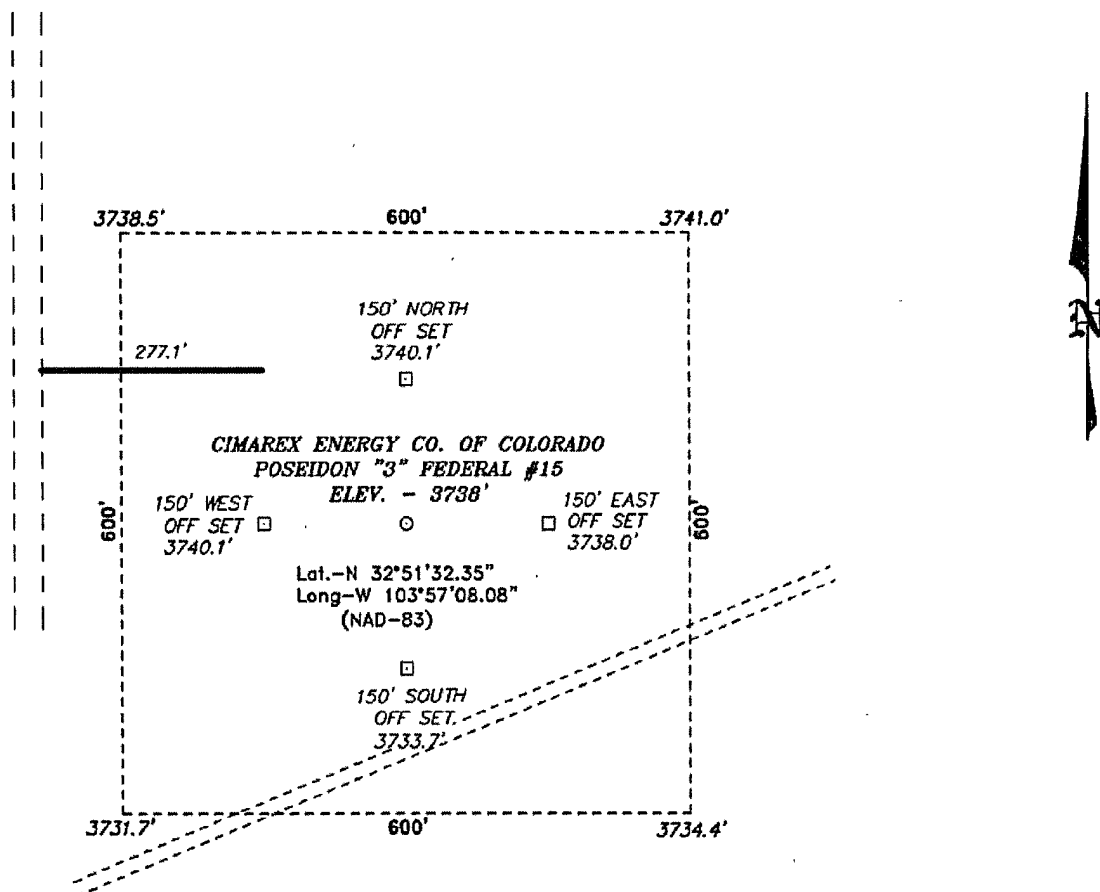 3738.5'
600'
3741.0'
150' NORTH
OFF SET
3740.1'
277.1'
N
CIMAREX ENERGY CO. OF COLORADO
POSEIDON "3" FEDERAL #15
ELEV. - 3738'
600'
150' WEST
OFF SET
3740.1'
150' EAST
OFF SET
3738.0'
600'
Lat.-N 32°51'32.35"
Long-W 103°57'08.08"
(NAD-83)
150' SOUTH
OFF SET.
3733.7'
3731.7'
600'
3734.4'